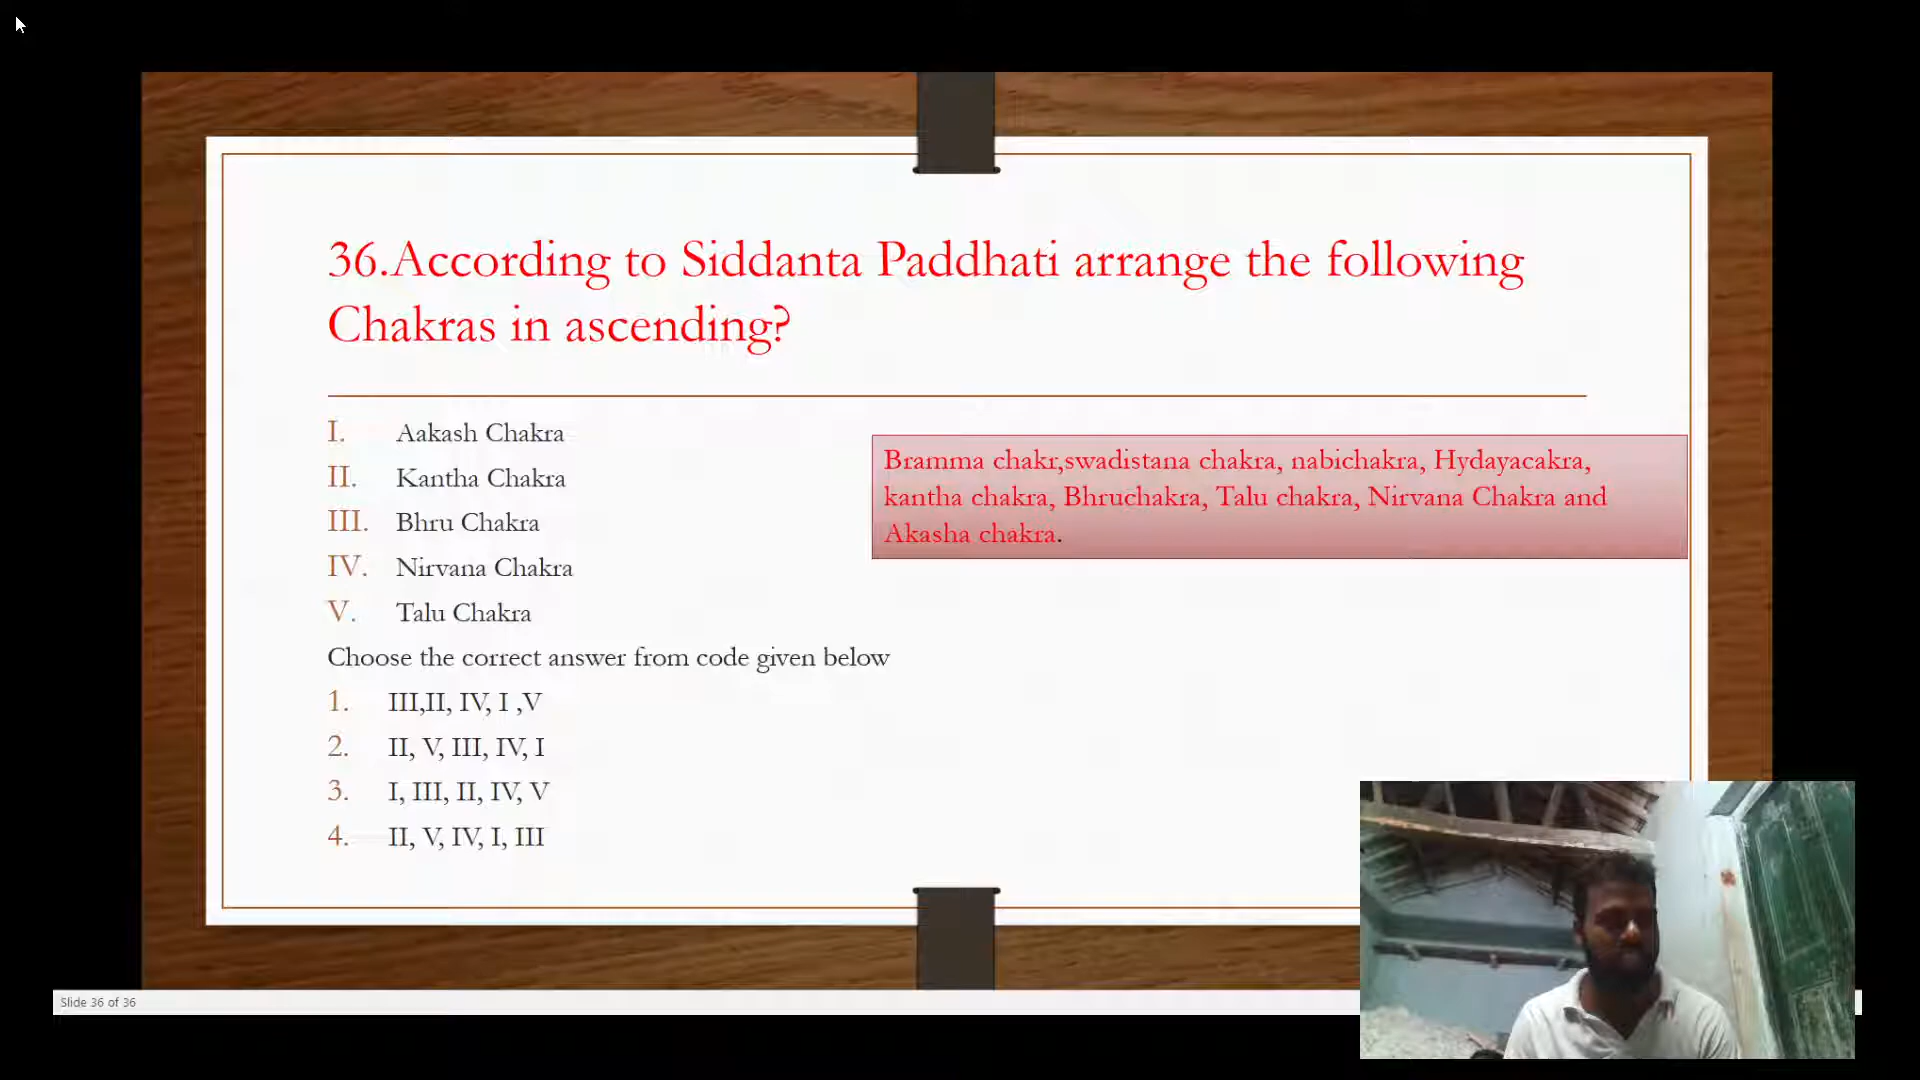 36.According to Siddanta Paddhati arrange the following
Chakras in ascending?
I. Aakash Chakra
II. Kantha Chakra
III. Bhru Chakra
IV. Nirvana Chakra
V. Talu Chakra
Choose the correct answer from code given below
1. III,II, IV, I ,V
2. II, V, III, IV, I
3. I, III, II, IV, V
4. II, V, IV, I, III
Bramma chakr,swadistana chakra, nabichakra, Hydayacakra,
kantha chakra, Bhruchakra, Talu chakra, Nirvana Chakra and
Akasha chakra.
Slide 36 of 36